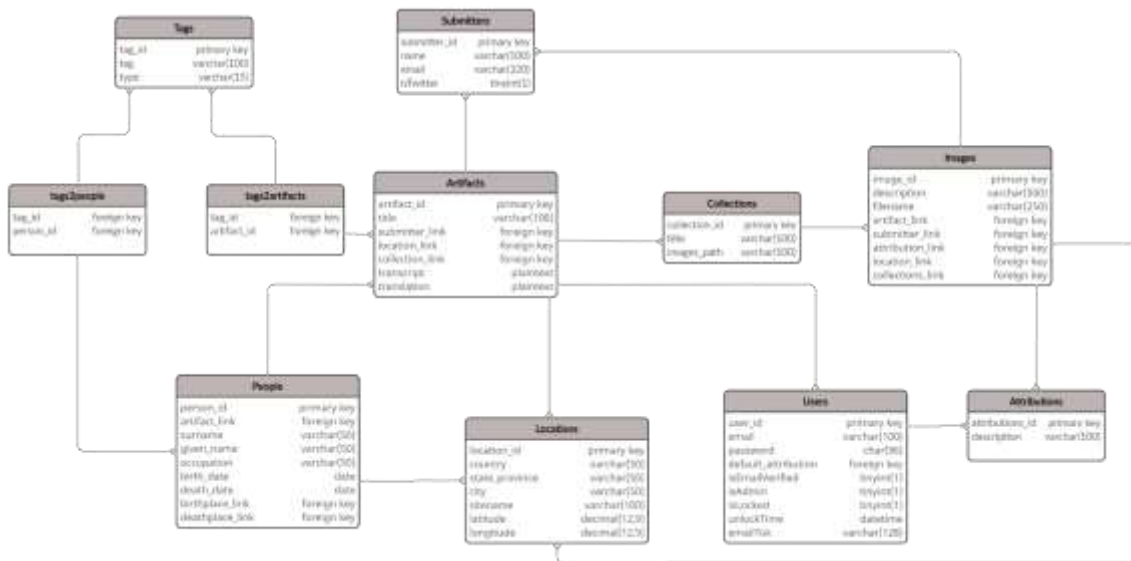 Tags
tag_id primary key
tag varchar(100)
type varchar(15)
Submitters
submitter_id primary key
name varchar(100)
email varchar(320)
isTwitter tinyint(1)
Images
image_id primary key
description varchar(500)
filename varchar(250)
artifact_link foreign key
submitter_link foreign key
attribution_link foreign key
location_link foreign key
collections_link foreign key
tags2people
tag_id foreign key
person_id foreign key
tags2artifacts
tag_id foreign key
artifact_id foreign key
Artifacts
artifact_id primary key
title varchar(100)
submitter_link foreign key
location_link foreign key
collection_link foreign key
transcript plaintext
translation plaintext
Collections
collection_id primary key
title varchar(100)
images_path varchar(100)
People
person_id primary key
artifact_link foreign key
surname varchar(50)
given_name varchar(50)
occupation varchar(50)
birth_date date
death_date date
birthplace_link foreign key
deathplace_link foreign key
Locations
location_id primary key
country varchar(50)
state_province varchar(50)
city varchar(50)
sitename varchar(100)
latitude decimal(12,9)
longitude decimal(12,9)
Users
user_id primary key
email varchar(100)
password char(96)
default_attribution foreign key
isEmailVerified tinyint(1)
isAdmin tinyint(1)
isLocked tinyint(1)
unlockTime datetime
varchar(128)
Attributions
attributions_id primary key
description varchar(500)